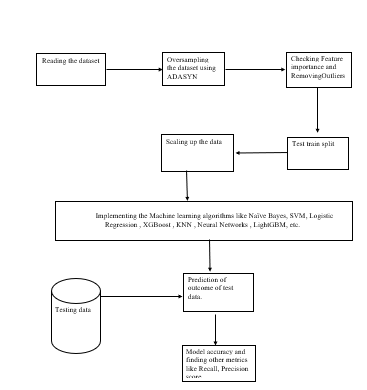 Reading the dataset
Oversampling
the dataset using
ADASYN
Checking Feature
importance and
RemovingOutliers
Scaling up the data
Test train split
Implementing the Machine learning algorithms like Naïve Bayes, SVM, Logistic
Regression , XGBoost , KNN , Neural Networks , LightGBM, etc.
Testing data
Prediction of
outcome of test
data.
Model accuracy and
finding other metrics
like Recall, Precision
score